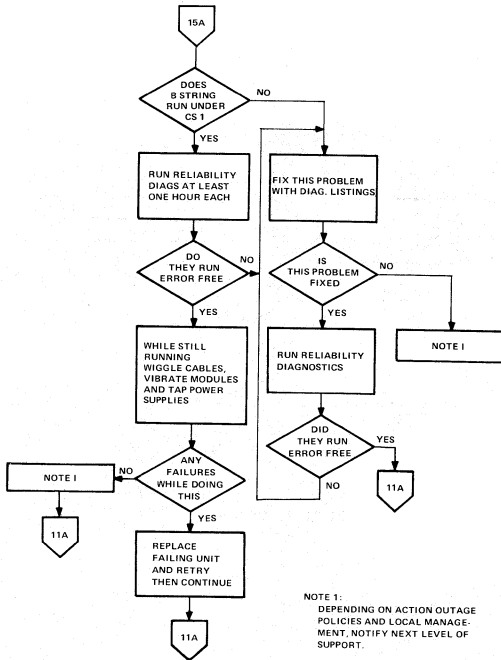 15A
DOES
B STRING
RUN UNDER
CS 1
NO
YES
RUN RELIABILITY
DIAGS AT LEAST
ONE HOUR EACH
FIX THIS PROBLEM
WITH DIAG. LISTINGS
DO
THEY RUN
ERROR FREE
NO
YES
IS
THIS PROBLEM
FIXED
NO
YES
NOTE I
WHILE STILL
RUNNING
WIGGLE CABLES,
VIBRATE MODULES
AND TAP POWER
SUPPLIES
RUN RELIABILITY
DIAGNOSTICS
DID
THEY RUN
ERROR FREE
YES
NO
11A
ANY
FAILURES
WHILE DOING
THIS
NO
YES
NOTE I
11A
REPLACE
FAILING UNIT
AND RETRY
THEN CONTINUE
11A
NOTE 1:
DEPENDING ON ACTION OUTAGE
POLICIES AND LOCAL MANAGE-
MENT, NOTIFY NEXT LEVEL OF
SUPPORT.